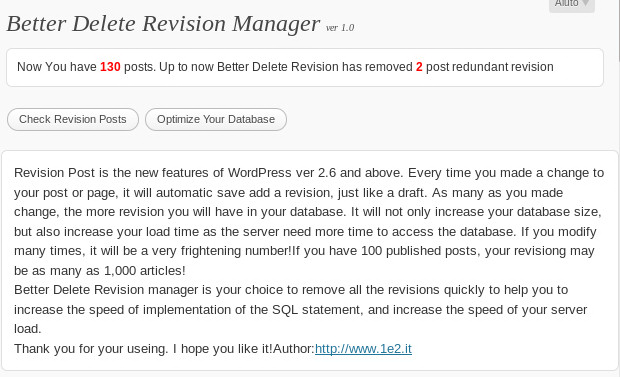 Aiuto
Better Delete Revision Manager ver 1.0
Now You have 130 posts. Up to now Better Delete Revision has removed 2 post redundant revision
Check Revision Posts Optimize Your Database
Revision Post is the new features of WordPress ver 2.6 and above. Every time you made a change to
your post or page, it will automatic save add a revision, just like a draft. As many as you made
change, the more revision you will have in your database. It will not only increase your database size,
but also increase your load time as the server need more time to access the database. If you modify
many times, it will be a very frightening number!If you have 100 published posts, your revisiong may
be as many as 1,000 articles!
Better Delete Revision manager is your choice to remove all the revisions quickly to help you to
increase the speed of implementation of the SQL statement, and increase the speed of your server
load.
Thank you for your useing. I hope you like it!Author:http://www.1e2.it